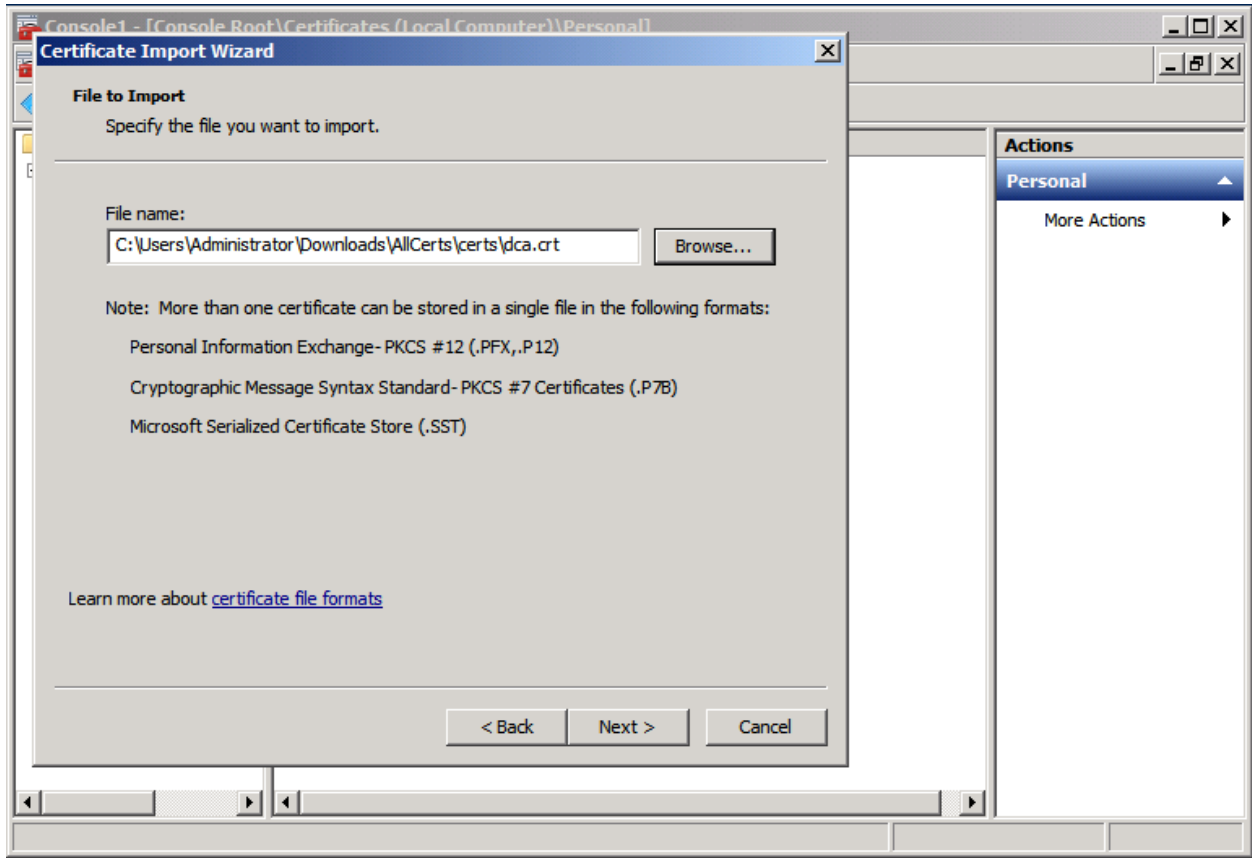 Console1 - [Console Root\Certificates (Local Computer)\Personal]
Certificate Import Wizard
File to Import
Specify the file you want to import.
File name:
C:\Users\Administrator\Downloads\AllCerts\certs\dca.crt
Browse...
Note:  More than one certificate can be stored in a single file in the following formats:
Personal Information Exchange- PKCS #12 (.PFX,.P12)
Cryptographic Message Syntax Standard- PKCS #7 Certificates (.P7B)
Microsoft Serialized Certificate Store (.SST)
Learn more about certificate file formats
< Back
Next >
Cancel
Actions
Personal
More Actions